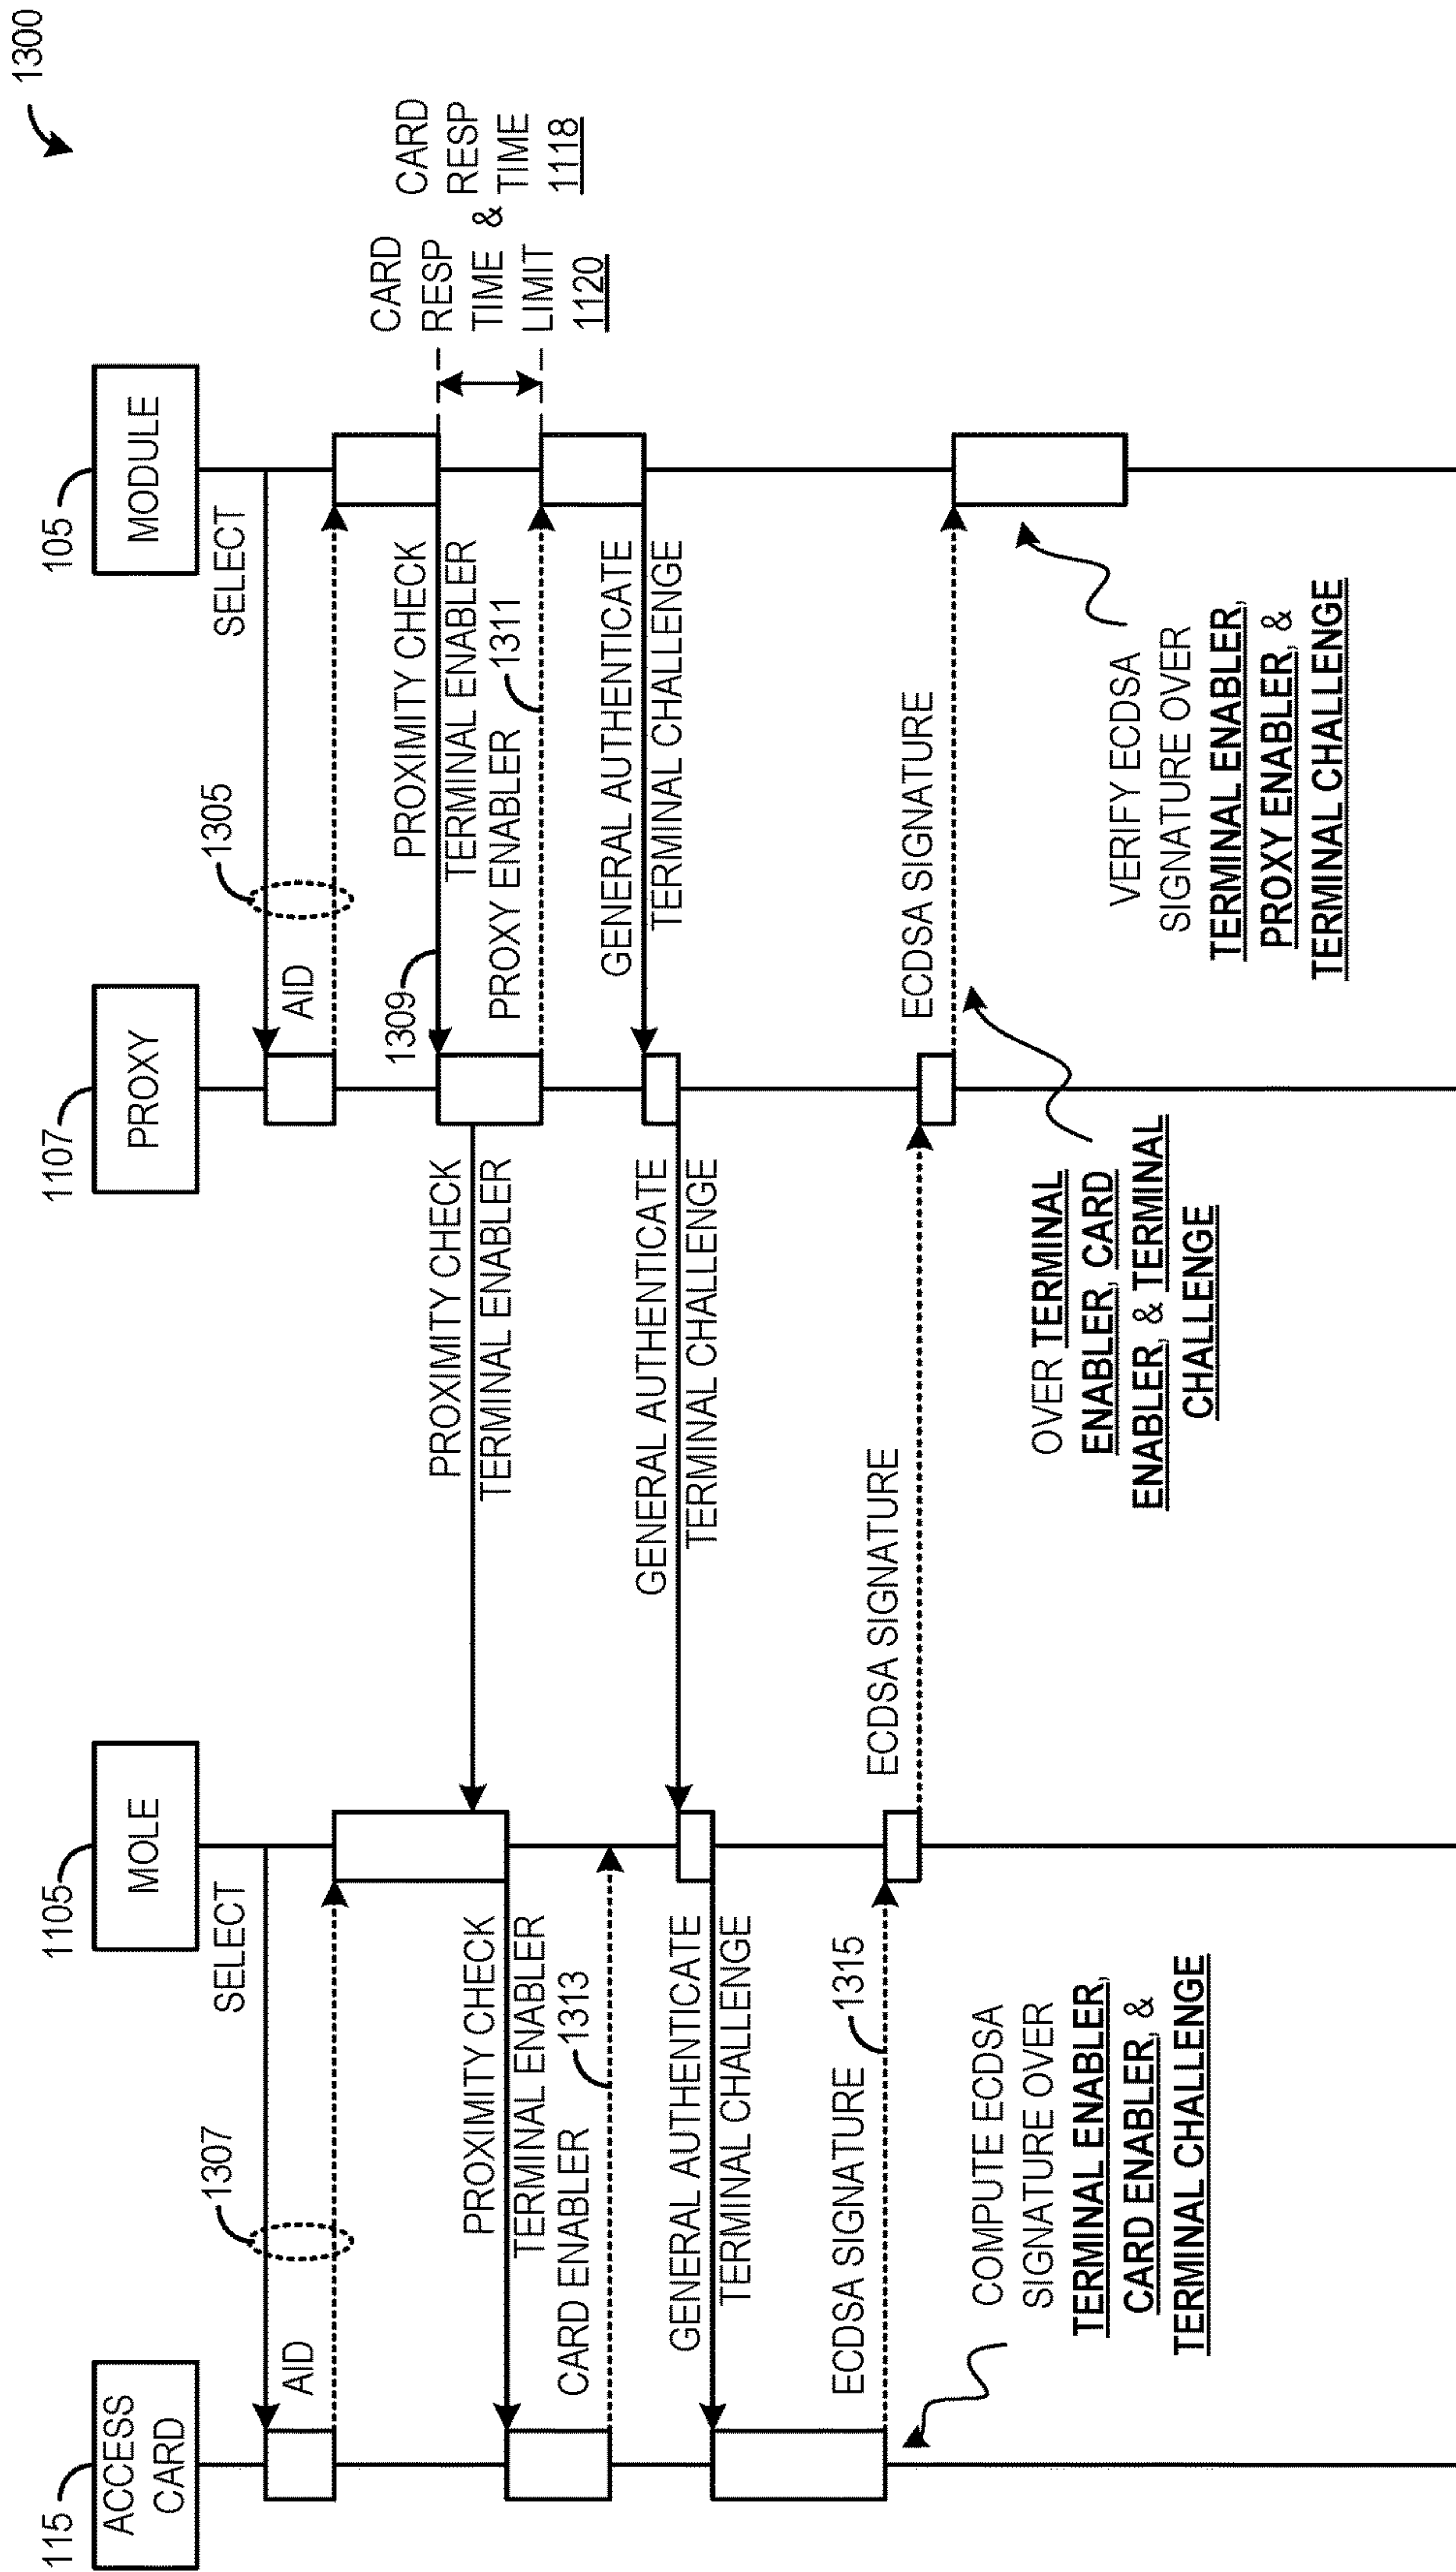 1300
115
ACCESS
CARD
1105
MOLE
1107
PROXY
105
MODULE
1307
SELECT
AID
1305
SELECT
AID
PROXIMITY CHECK
TERMINAL ENABLER
1309
PROXY ENABLER
1311
CARD
RESP
TIME
LIMIT
1120
&
CARD
RESP
TIME
1118
PROXIMITY CHECK
TERMINAL ENABLER
PROXIMITY CHECK
TERMINAL ENABLER
CARD ENABLER
1313
GENERAL AUTHENTICATE
TERMINAL CHALLENGE
GENERAL AUTHENTICATE
TERMINAL CHALLENGE
GENERAL AUTHENTICATE
TERMINAL CHALLENGE
ECDSA SIGNATURE
1315
ECDSA SIGNATURE
ECDSA SIGNATURE
COMPUTE ECDSA
SIGNATURE OVER
TERMINAL ENABLER,
CARD ENABLER, &
TERMINAL CHALLENGE
OVER TERMINAL
ENABLER, CARD
ENABLER, & TERMINAL
CHALLENGE
VERIFY ECDSA
SIGNATURE OVER
TERMINAL ENABLER,
PROXY ENABLER, &
TERMINAL CHALLENGE